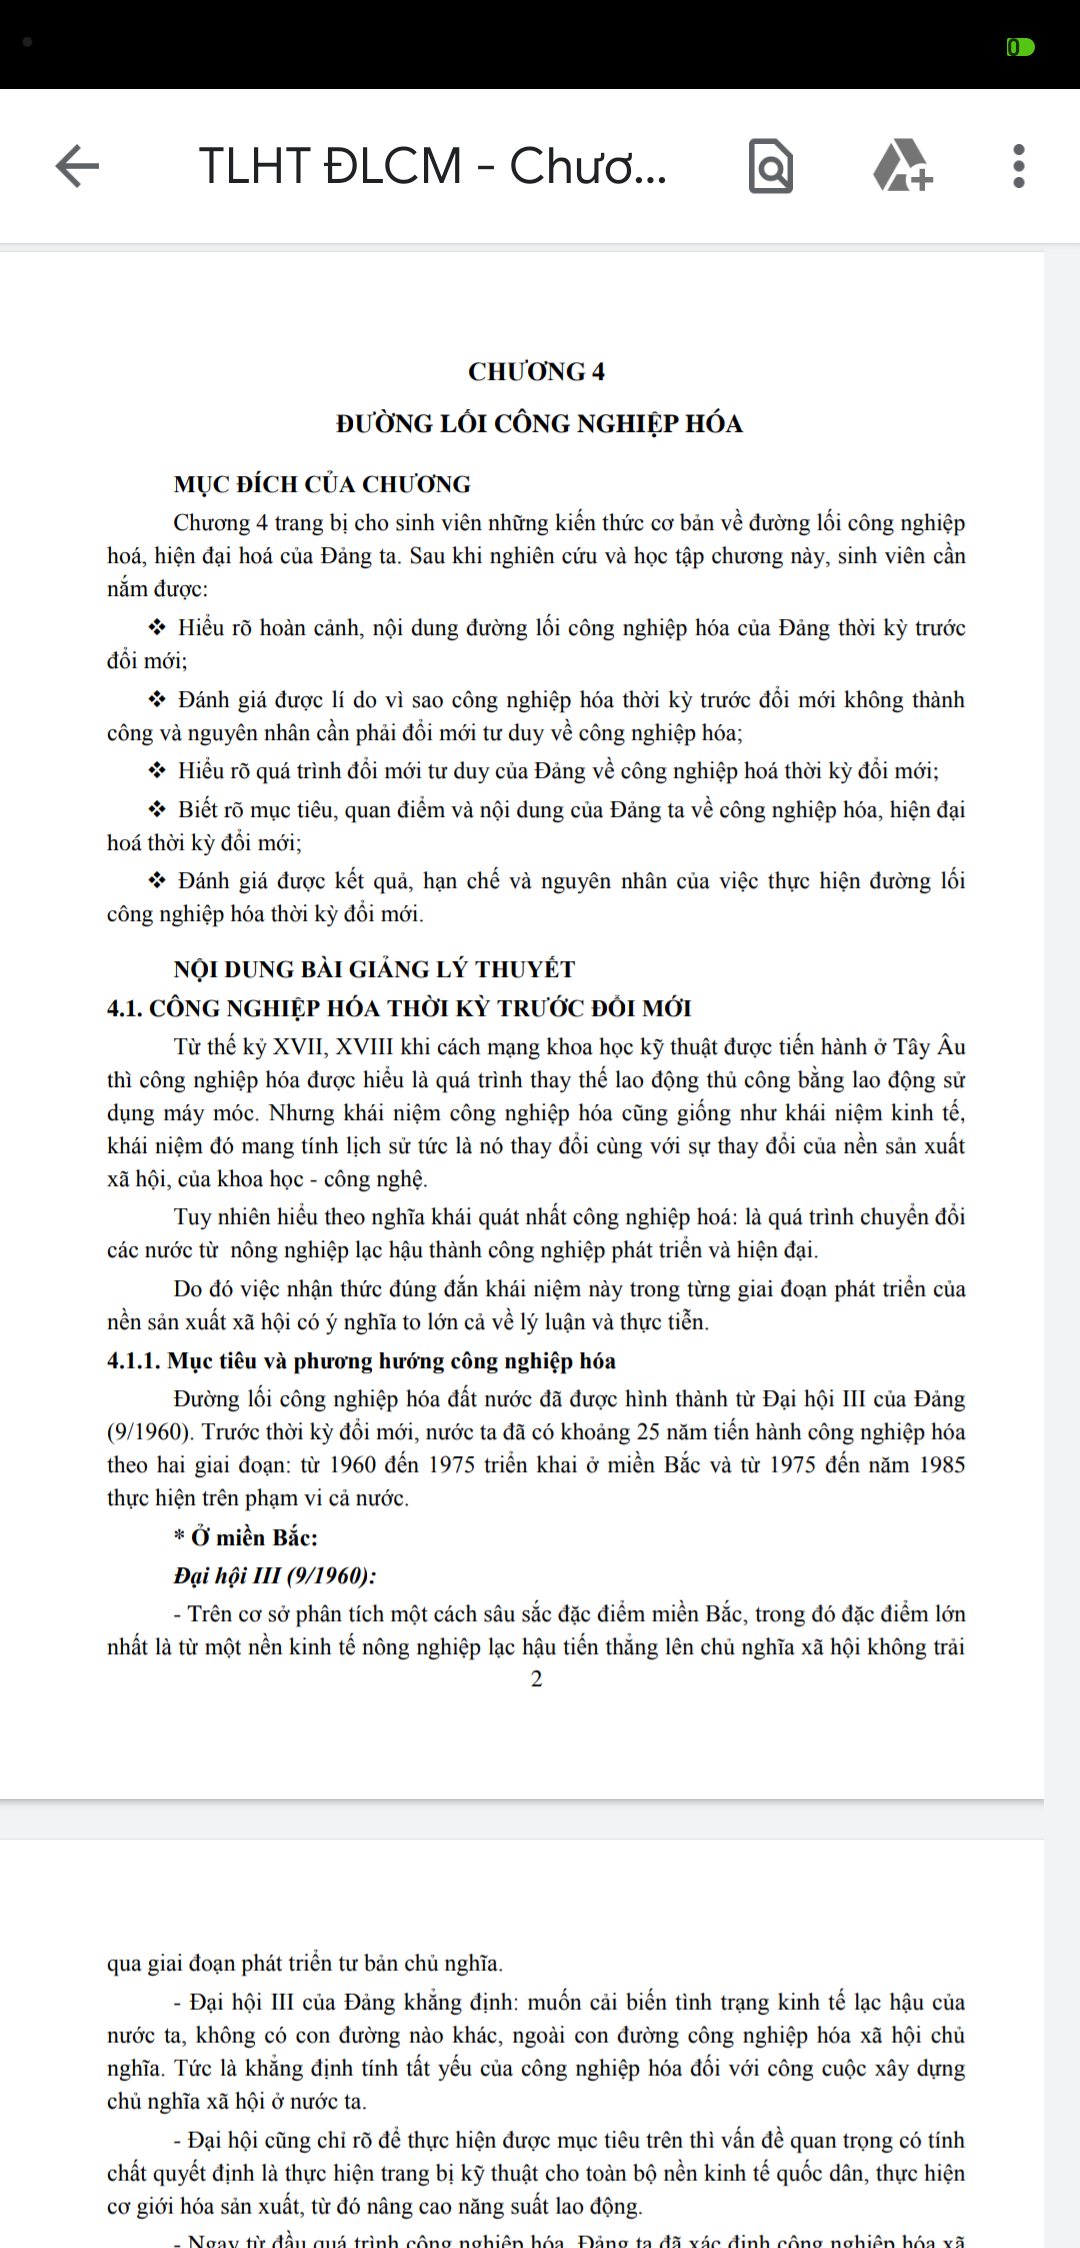 0
TLHT ĐLCM - Chươ...
CHƯƠNG 4
ĐƯỜNG LỐI CÔNG NGHIỆP HÓA
MỤC ĐÍCH CỦA CHƯƠNG
Chương 4 trang bị cho sinh viên những kiến thức cơ bản về đường lối công nghiệp
hoá, hiện đại hoá của Đảng ta. Sau khi nghiên cứu và học tập chương này, sinh viên cần
nắm được:
❖ Hiểu rõ hoàn cảnh, nội dung đường lối công nghiệp hóa của Đảng thời kỳ trước
đổi mới;
❖ Đánh giá được lí do vì sao công nghiệp hóa thời kỳ trước đổi mới không thành
công và nguyên nhân cần phải đổi mới tư duy về công nghiệp hóa;
❖ Hiểu rõ quá trình đổi mới tư duy của Đảng về công nghiệp hoá thời kỳ đổi mới;
❖ Biết rõ mục tiêu, quan điểm và nội dung của Đảng ta về công nghiệp hóa, hiện đại
hoá thời kỳ đổi mới;
❖ Đánh giá được kết quả, hạn chế và nguyên nhân của việc thực hiện đường lối
công nghiệp hóa thời kỳ đổi mới.
NỘI DUNG BÀI GIẢNG LÝ THUYẾT
4.1. CÔNG NGHIỆP HÓA THỜI KỲ TRƯỚC ĐỔI MỚI
Từ thế kỷ XVII, XVIII khi cách mạng khoa học kỹ thuật được tiến hành ở Tây Âu
thì công nghiệp hóa được hiểu là quá trình thay thế lao động thủ công bằng lao động sử
dụng máy móc. Nhưng khái niệm công nghiệp hóa cũng giống như khái niệm kinh tế,
khái niệm đó mang tính lịch sử tức là nó thay đổi cùng với sự thay đổi của nền sản xuất
xã hội, của khoa học - công nghệ.
Tuy nhiên hiểu theo nghĩa khái quát nhất công nghiệp hoá: là quá trình chuyển đổi
các nước từ nông nghiệp lạc hậu thành công nghiệp phát triển và hiện đại.
Do đó việc nhận thức đúng đắn khái niệm này trong từng giai đoạn phát triển của
nền sản xuất xã hội có ý nghĩa to lớn cả về lý luận và thực tiễn.
4.1.1. Mục tiêu và phương hướng công nghiệp hóa
Đường lối công nghiệp hóa đất nước đã được hình thành từ Đại hội III của Đảng
(9/1960). Trước thời kỳ đổi mới, nước ta đã có khoảng 25 năm tiến hành công nghiệp hóa
theo hai giai đoạn: từ 1960 đến 1975 triển khai ở miền Bắc và từ 1975 đến năm 1985
thực hiện trên phạm vi cả nước.
* Ở miền Bắc:
Đại hội III (9/1960):
- Trên cơ sở phân tích một cách sâu sắc đặc điểm miền Bắc, trong đó đặc điểm lớn
nhất là từ một nền kinh tế nông nghiệp lạc hậu tiến thẳng lên chủ nghĩa xã hội không trải
2
qua giai đoạn phát triển tư bản chủ nghĩa.
- Đại hội III của Đảng khẳng định: muốn cải biến tình trạng kinh tế lạc hậu của
nước ta, không có con đường nào khác, ngoài con đường công nghiệp hóa xã hội chủ
nghĩa. Tức là khẳng định tính tất yếu của công nghiệp hóa đối với công cuộc xây dựng
chủ nghĩa xã hội ở nước ta.
- Đại hội cũng chỉ rõ để thực hiện được mục tiêu trên thì vấn đề quan trọng có tính
chất quyết định là thực hiện trang bị kỹ thuật cho toàn bộ nền kinh tế quốc dân, thực hiện
cơ giới hóa sản xuất, từ đó nâng cao năng suất lao động.
- Ngay từ đầu quá trình công nghiệp hóa, Đảng ta đã xác định công nghiệp hóa xã